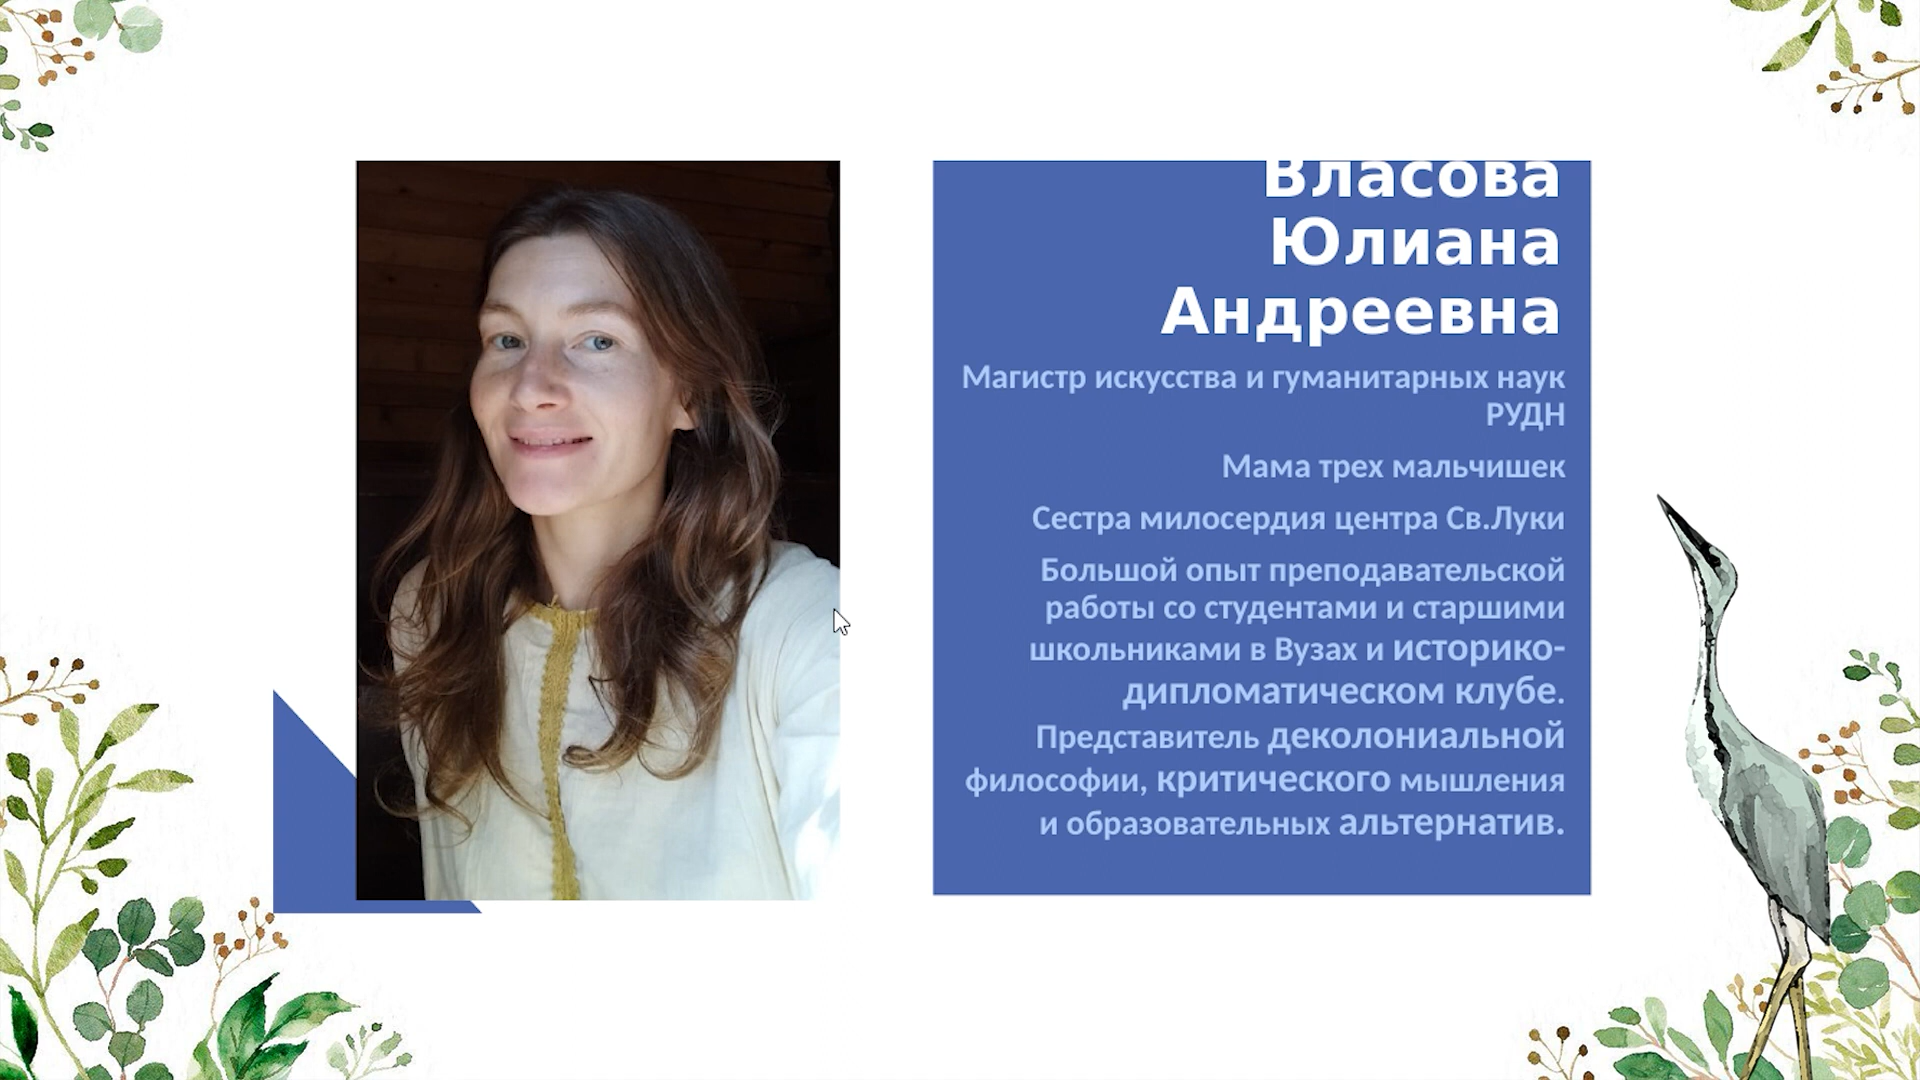 Власова
Юлиана
Андреевна
Магистр искусства и гуманитарных наук
РУДН
Мама трех мальчишек
Сестра милосердия центра Св.Луки
Большой опыт преподавательской
работы со студентами и старшими
школьниками в Вузах и историко-
дипломатическом клубе.
Представитель деколониальной
философии, критического мышления
и образовательных альтернатив.